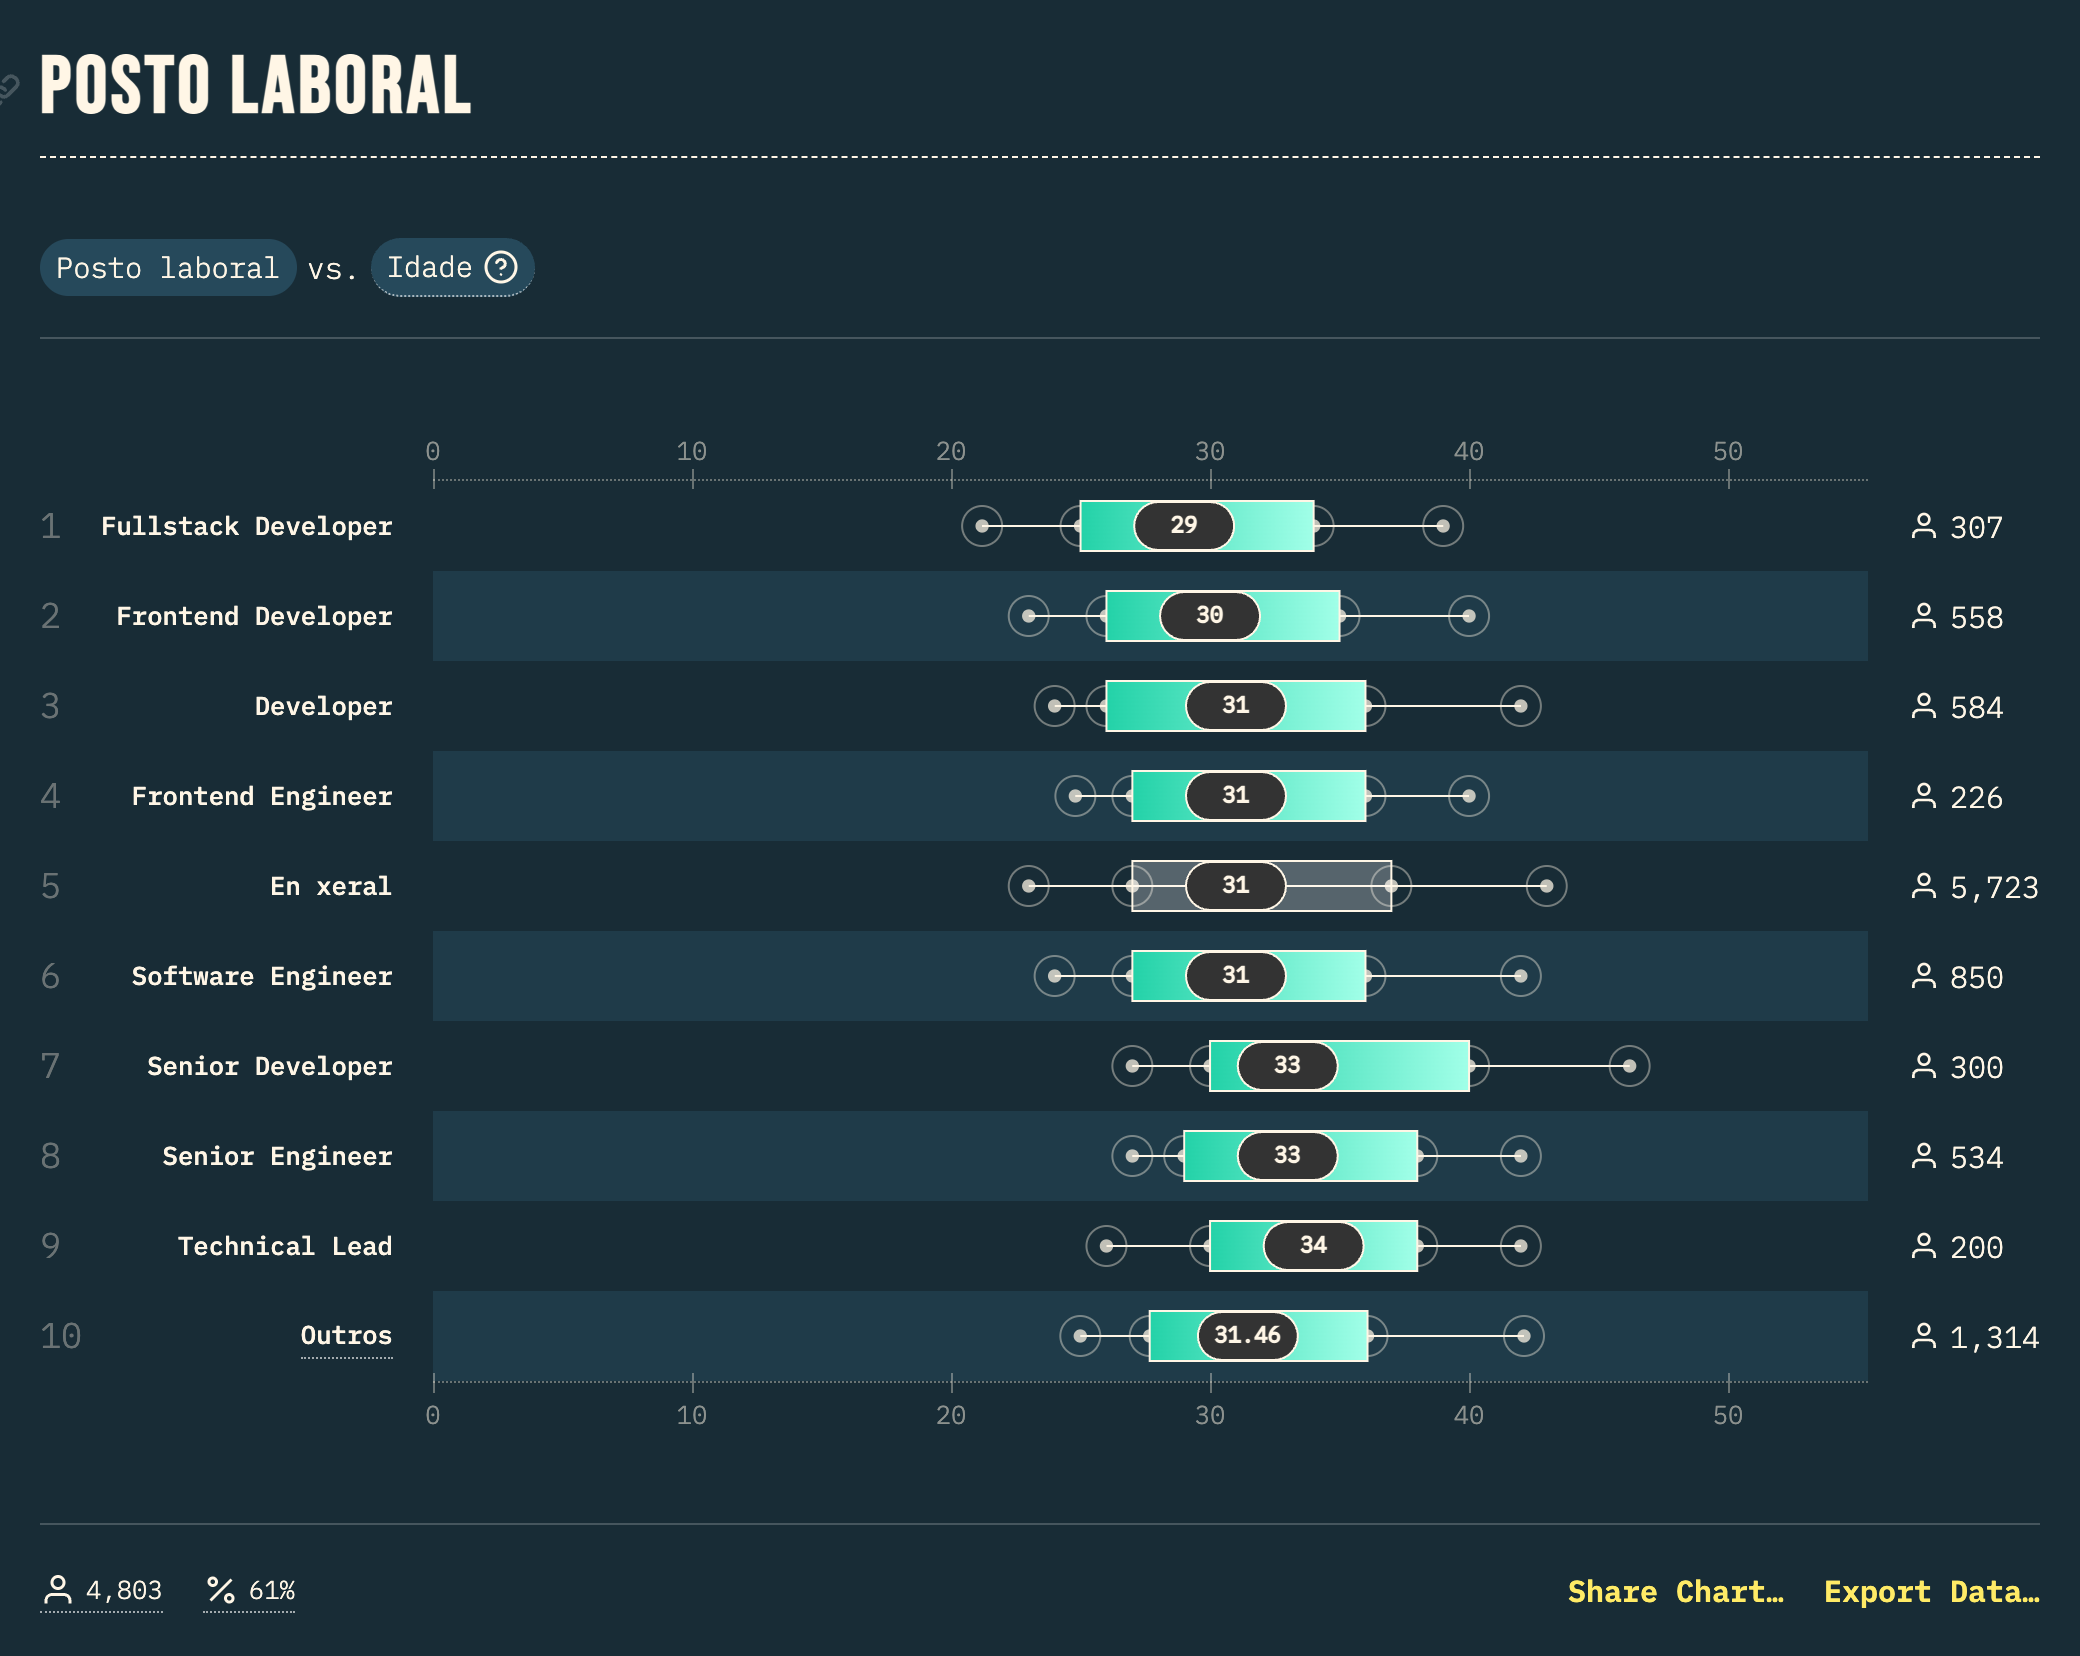 POSTO LABORAL
Posto laboral vs. Idade ?
0 10 20 30 40 50
1 Fullstack Developer 29 307
2 Frontend Developer 30 558
3 Developer 31 584
4 Frontend Engineer 31 226
5 En xeral 31 5,723
6 Software Engineer 31 850
7 Senior Developer 33 300
8 Senior Engineer 33 534
9 Technical Lead 34 200
10 Outros 31.46 1,314
0 10 20 30 40 50
4,803 % 61% Share Chart… Export Data…